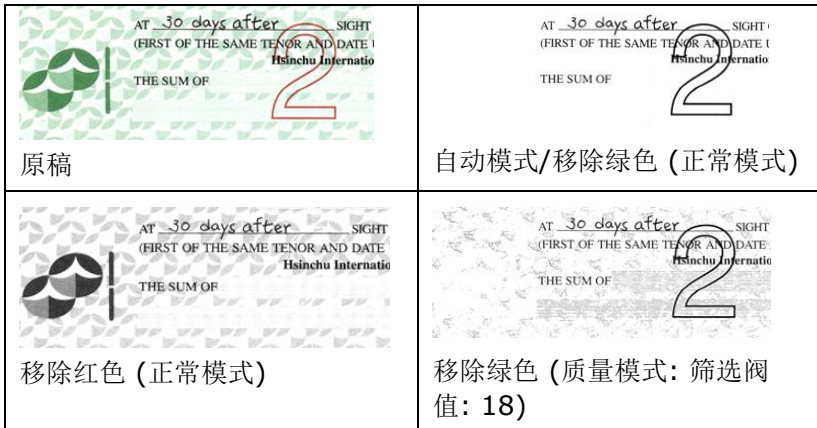 AT 30 days after SIGHT
(FIRST OF THE SAME TENOR AND DATE
Hsinchu Internatio
THE SUM OF
2
原稿
AT 30 days after SIGHT
(FIRST OF THE SAME TENOR AND DATE
Hsinchu Internatio
THE SUM OF
2
自动模式/移除绿色 (正常模式)
AT 30 days after SIGHT
(FIRST OF THE SAME TENOR AND DATE
Hsinchu Internatio
THE SUM OF
移除红色 (正常模式)
AT 30 days after SIGHT
(FIRST OF THE SAME TENOR AND DATE
Hsinchu Internatio
THE SUM OF
2
移除绿色 (质量模式: 筛选阀
值: 18)